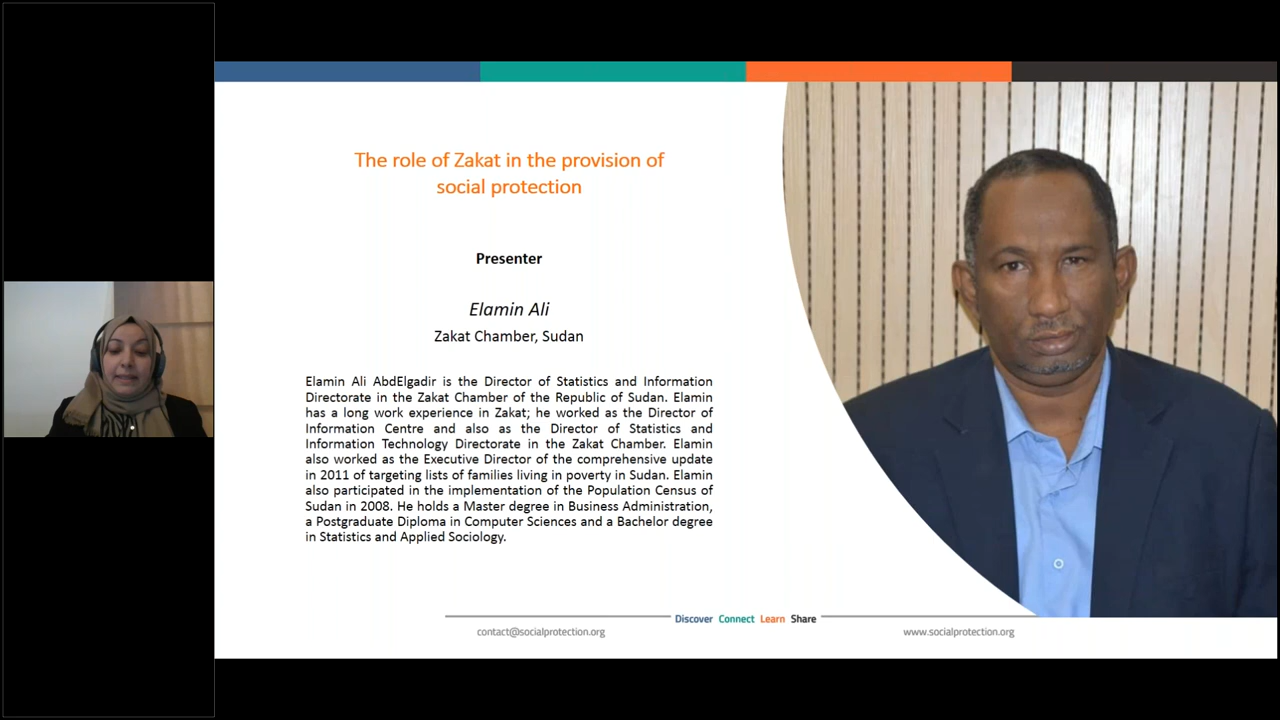 The role of Zakat in the provision of
social protection
Presenter
Elamin Ali
Zakat Chamber, Sudan
Elamin Ali AbdElgadir is the Director of Statistics and Information
Directorate in the Zakat Chamber of the Republic of Sudan. Elamin
has a long work experience in Zakat; he worked as the Director of
Information Centre and also as the Director of Statistics and
Information Technology Directorate in the Zakat Chamber. Elamin
also worked as the Executive Director of the comprehensive update
in 2011 of targeting lists of families living in poverty in Sudan. Elamin
also participated in the implementation of the Population Census of
Sudan in 2008. He holds a Master degree in Business Administration,
a Postgraduate Diploma in Computer Sciences and a Bachelor degree
in Statistics and Applied Sociology.
Discover Connect Learn Share
contact@socialprotection.org www.socialprotection.org